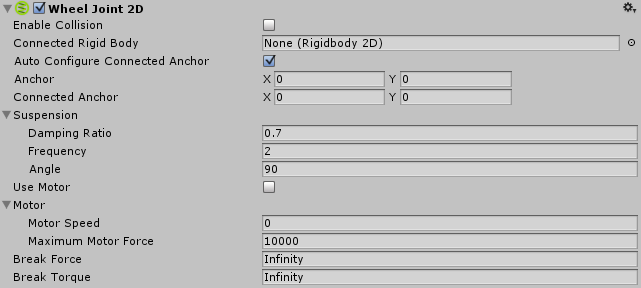 Wheel Joint 2D
Enable Collision
Connected Rigid Body None (Rigidbody 2D)
Auto Configure Connected Anchor
Anchor X 0 Y 0
Connected Anchor X 0 Y 0
Suspension
Damping Ratio 0.7
Frequency 2
Angle 90
Use Motor
Motor
Motor Speed 0
Maximum Motor Force 10000
Break Force Infinity
Break Torque Infinity